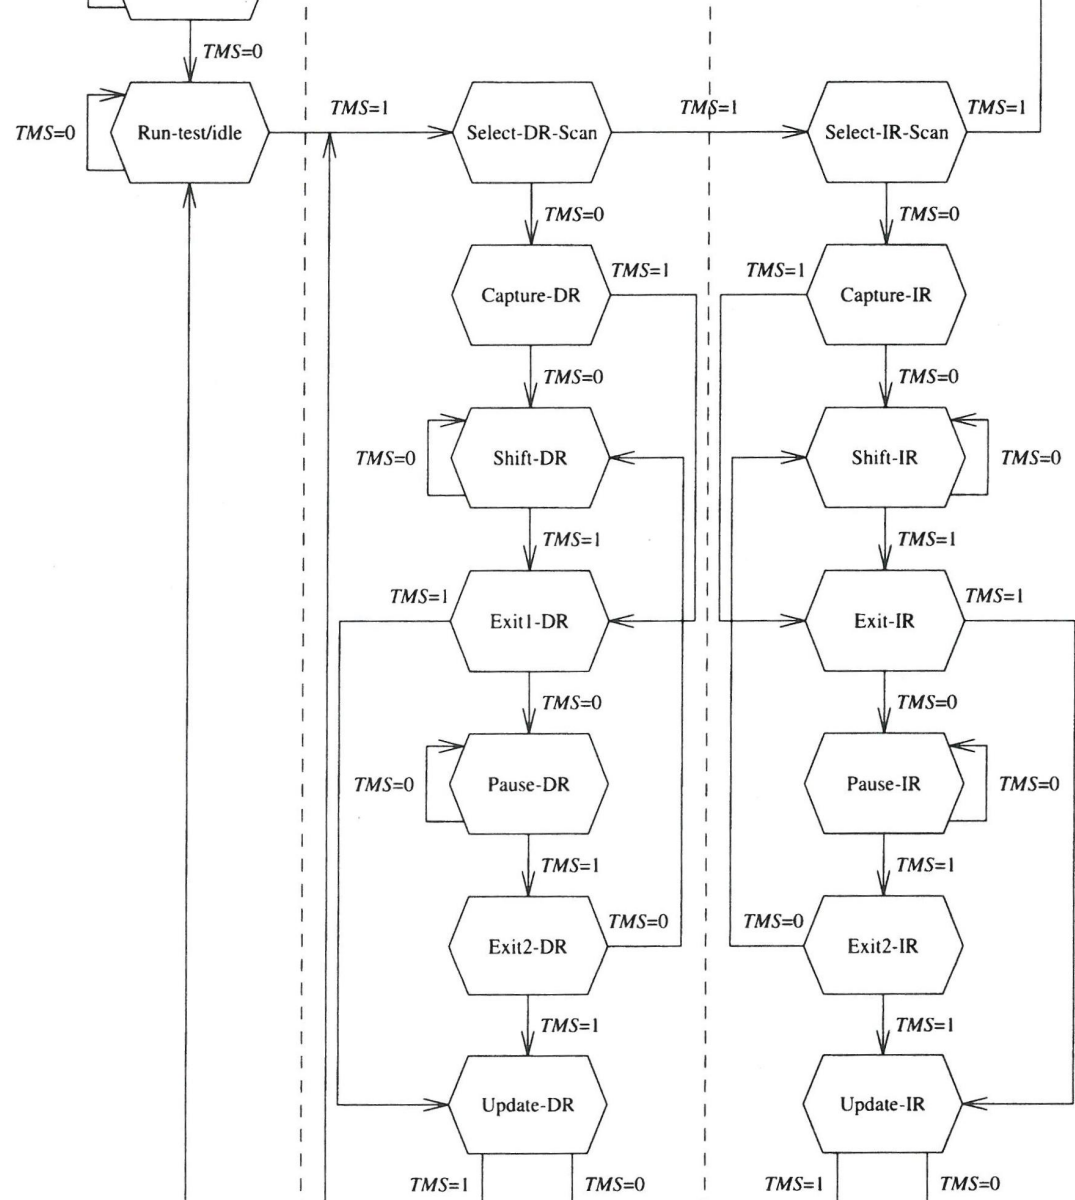 TMS=0
TMS=0
Run-test/idle
TMS=1
Select-DR-Scan
TMS=1
Select-IR-Scan
TMS=1
TMS=0
TMS=0
Capture-DR
TMS=1
TMS=1
Capture-IR
TMS=0
TMS=0
TMS=0
Shift-DR
Shift-IR
TMS=0
TMS=1
TMS=1
TMS=1
Exit1-DR
Exit-IR
TMS=1
TMS=0
TMS=0
TMS=0
Pause-DR
Pause-IR
TMS=0
TMS=1
TMS=1
Exit2-DR
TMS=0
TMS=0
Exit2-IR
TMS=1
TMS=1
Update-DR
Update-IR
TMS=1
TMS=0
TMS=1
TMS=0